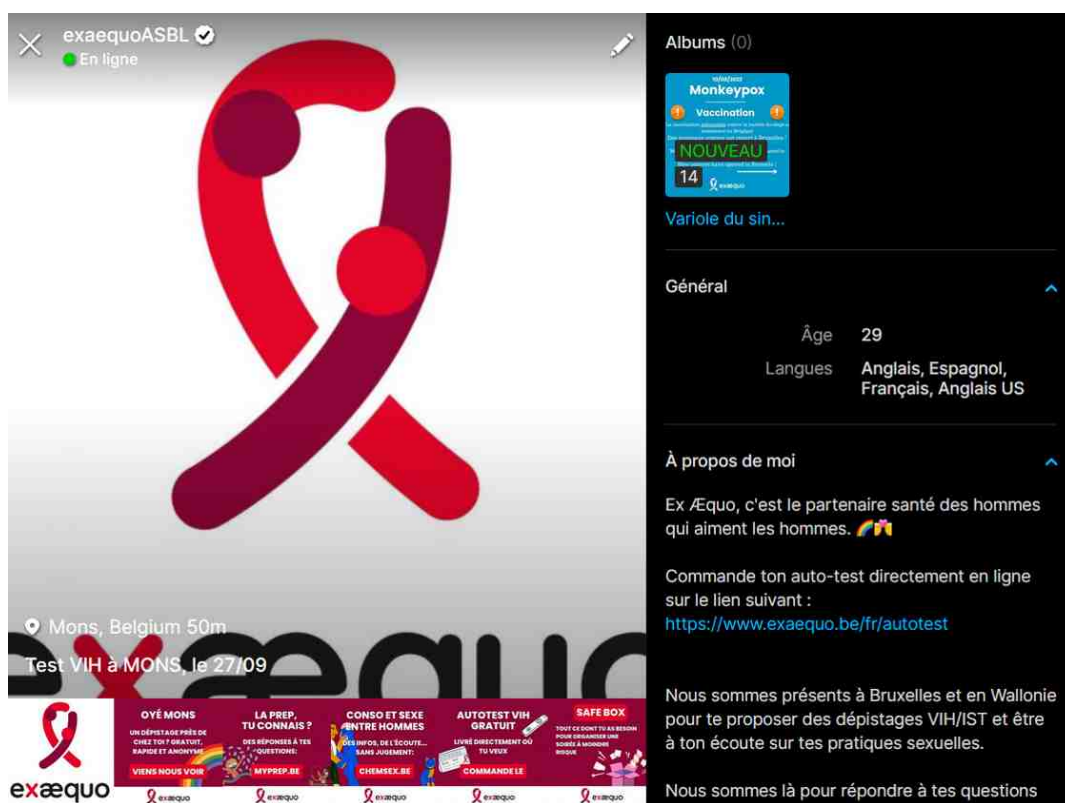 exaequoASBL
En ligne
Mons, Belgium 50m
Test VIH à MONS, le 27/09
exæquo
exæquo
OYÉ MONS
UN DÉPISTAGE PRÈS DE
CHEZ TOI? GRATUIT,
RAPIDE ET ANONYME
VIENS NOUS VOIR
LA PREP,
TU CONNAIS ?
DES RÉPONSES À TES
QUESTIONS:
MYPREP.BE
exæquo
CONSO ET SEXE
ENTRE HOMMES
DES INFOS, DE L'ÉCOUTE...
SANS JUGEMENT:
CHEMSEX.BE
exæquo
AUTOTEST VIH
GRATUIT
LIVRÉ DIRECTEMENT OÙ
TU VEUX
COMMANDE LE
exæquo
SAFE BOX
TOUT CE DONT TU AS BESOIN
POUR ORGANISER UNE
SOIRÉE À MOINDRE
RISQUE
exæquo
exæquo
Albums (0)
Monkeypox
Vaccination
NOUVEAU
14
exæquo
Variole du sin...
Général
Âge 29
Langues Anglais, Espagnol,
Français, Anglais US
À propos de moi
Ex Æquo, c'est le partenaire santé des hommes
qui aiment les hommes. 🌈👨‍❤️‍💋‍👨
Commande ton auto-test directement en ligne
sur le lien suivant :
https://www.exaequo.be/fr/autotest
Nous sommes présents à Bruxelles et en Wallonie
pour te proposer des dépistages VIH/IST et être
à ton écoute sur tes pratiques sexuelles.
Nous sommes là pour répondre à tes questions